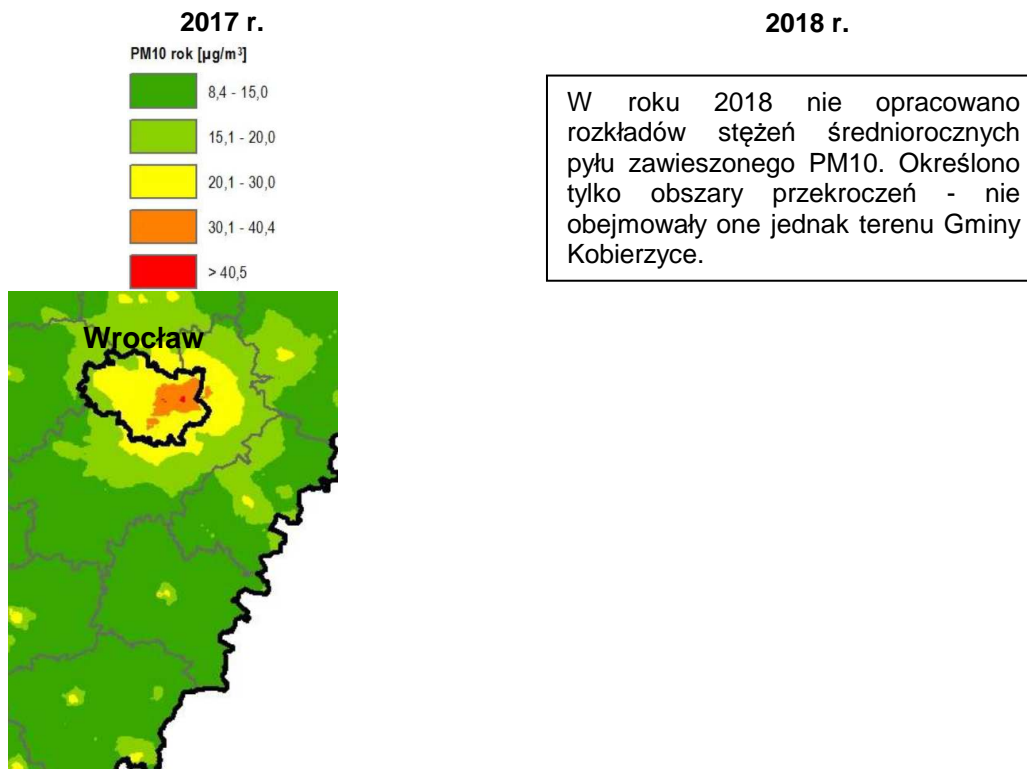 2017 r.
PM10 rok [µg/m³]
8,4 - 15,0
15,1 - 20,0
20,1 - 30,0
30,1 - 40,4
> 40,5
Wrocław
2018 r.
W roku 2018 nie opracowano
rozkładów stężeń średniorocznych
pyłu zawieszonego PM10. Określono
tylko obszary przekroczeń - nie
obejmowały one jednak terenu Gminy
Kobierzyce.